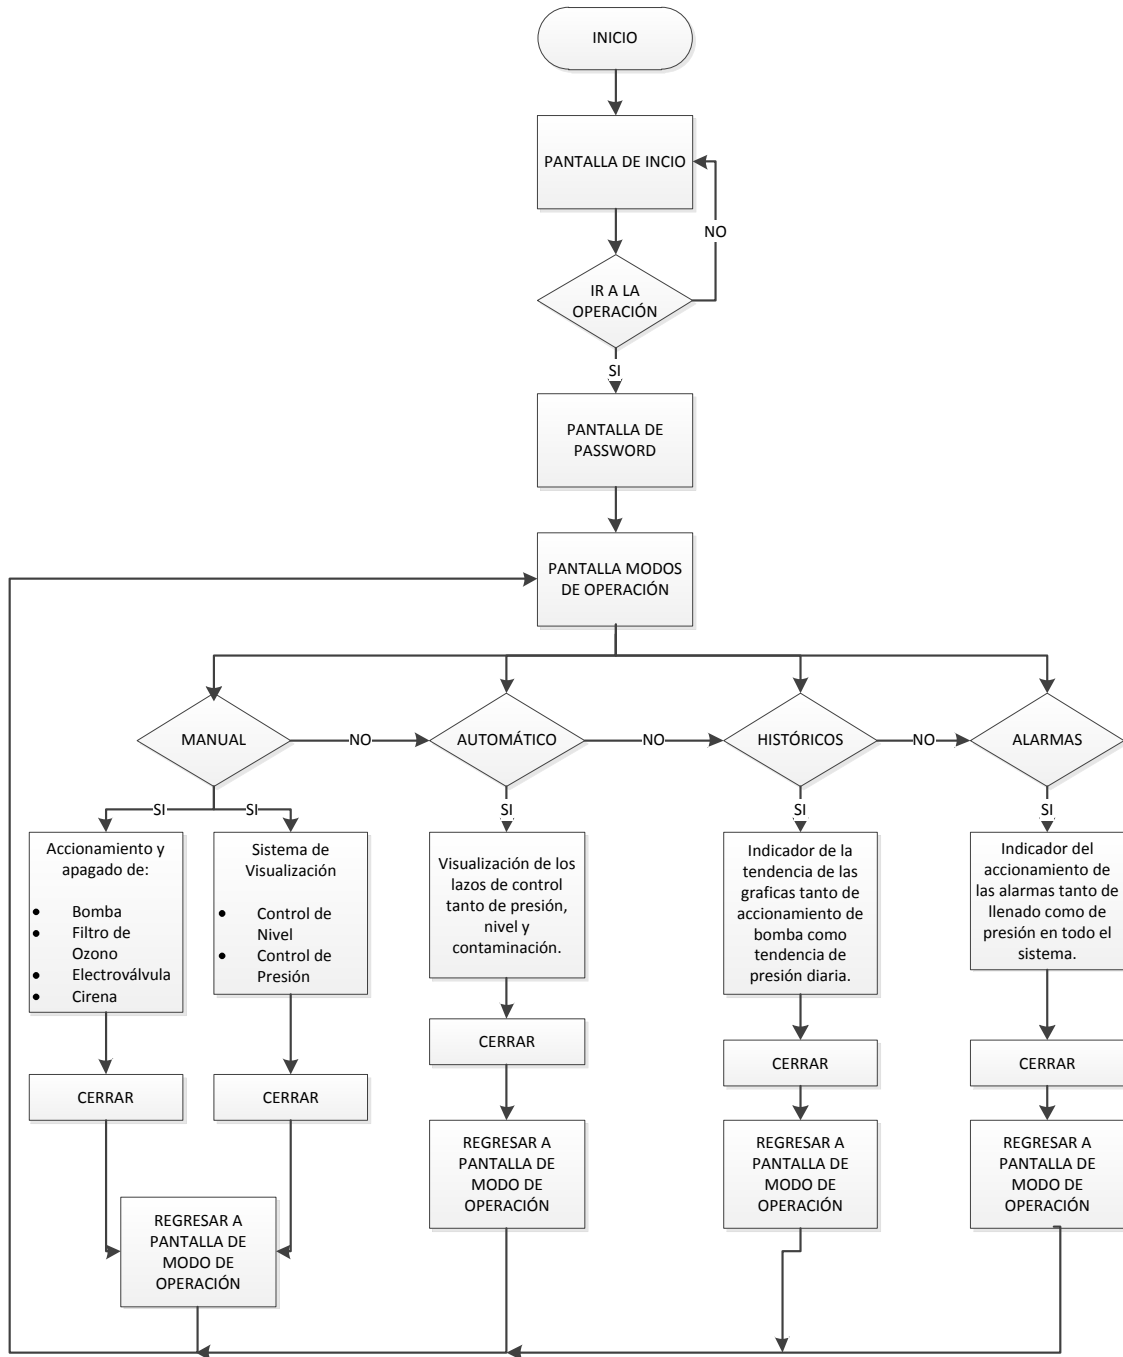 INICIO
PANTALLA DE INCIO
NO
IR A LA
OPERACIÓN
SI
PANTALLA DE
PASSWORD
PANTALLA MODOS
DE OPERACIÓN
MANUAL
NO
AUTOMÁTICO
NO
HISTÓRICOS
NO
ALARMAS
SI
SI
SI
SI
SI
Accionamiento y
apagado de:
● Bomba
● Filtro de
Ozono
● Electroválvula
● Cirena
Sistema de
Visualización
● Control de
Nivel
● Control de
Presión
Visualización de los
lazos de control
tanto de presión,
nivel y
contaminación.
Indicador de la
tendencia de las
graficas tanto de
accionamiento de
bomba como
tendencia de
presión diaria.
Indicador del
accionamiento de
las alarmas tanto de
llenado como de
presión en todo el
sistema.
CERRAR
CERRAR
CERRAR
CERRAR
CERRAR
REGRESAR A
PANTALLA DE
MODO DE
OPERACIÓN
REGRESAR A
PANTALLA DE
MODO DE
OPERACIÓN
REGRESAR A
PANTALLA DE
MODO DE
OPERACIÓN
REGRESAR A
PANTALLA DE
MODO DE
OPERACIÓN